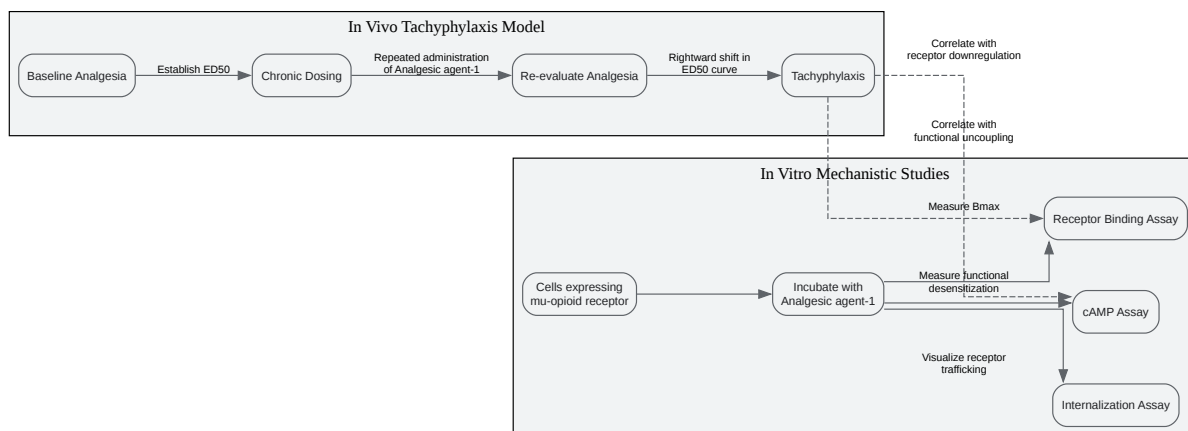 In Vivo Tachyphylaxis Model
Baseline Analgesia
Establish ED50
Chronic Dosing
Repeated administration
of Analgesic agent-1
Re-evaluate Analgesia
Rightward shift in
ED50 curve
Tachyphylaxis
Correlate with
receptor downregulation
Correlate with
functional uncoupling
In Vitro Mechanistic Studies
Measure Bmax
Receptor Binding Assay
Cells expressing
mu-opioid receptor
Incubate with
Analgesic agent-1
Measure functional
desensitization
cAMP Assay
Visualize receptor
trafficking
Internalization Assay